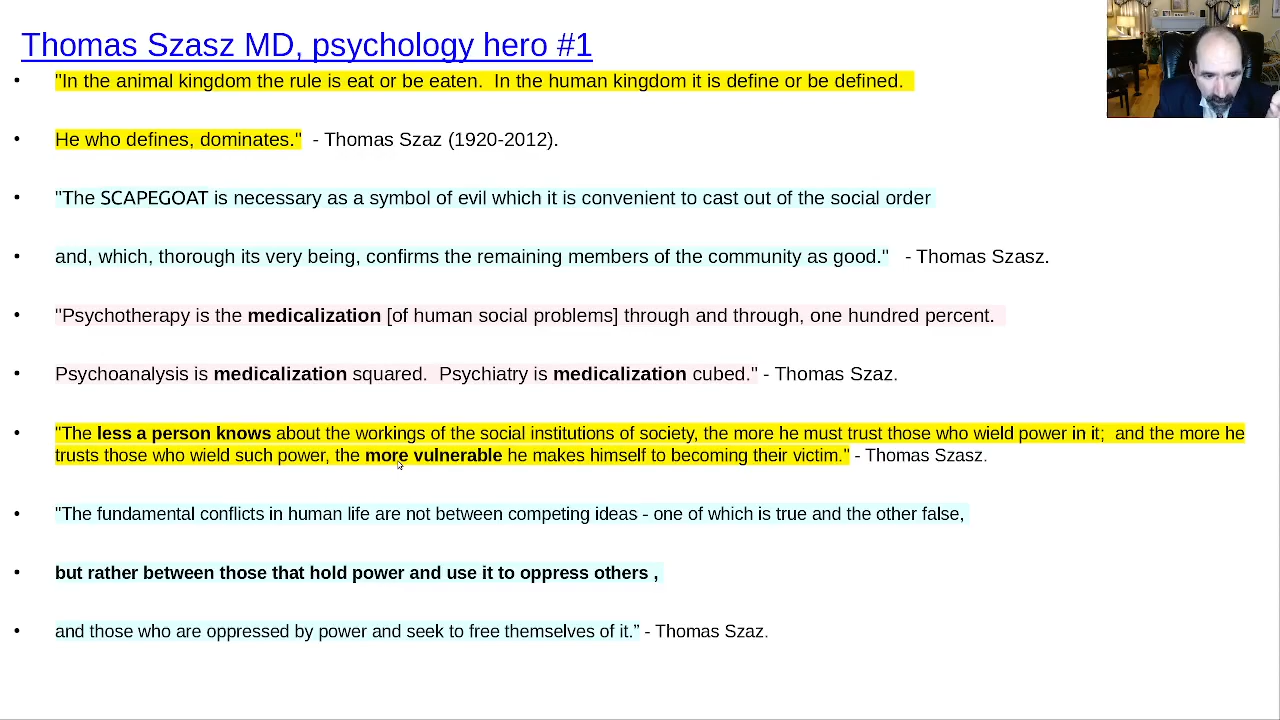 Thomas Szasz MD, psychology hero #1
• "In the animal kingdom the rule is eat or be eaten.  In the human kingdom it is define or be defined.
• He who defines, dominates."  - Thomas Szaz (1920-2012).
• "The SCAPEGOAT is necessary as a symbol of evil which it is convenient to cast out of the social order
• and, which, thorough its very being, confirms the remaining members of the community as good."   - Thomas Szasz.
• "Psychotherapy is the medicalization [of human social problems] through and through, one hundred percent.
• Psychoanalysis is medicalization squared.  Psychiatry is medicalization cubed." - Thomas Szaz.
• "The less a person knows about the workings of the social institutions of society, the more he must trust those who wield power in it;  and the more he
trusts those who wield such power, the more vulnerable he makes himself to becoming their victim." - Thomas Szasz.
• "The fundamental conflicts in human life are not between competing ideas - one of which is true and the other false,
• but rather between those that hold power and use it to oppress others ,
• and those who are oppressed by power and seek to free themselves of it.” - Thomas Szaz.